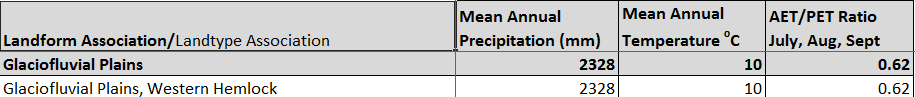 Landform Association/Landtype Association Mean Annual Precipitation (mm) Mean Annual Temperature ⁰C AET/PET Ratio July, Aug, Sept
Glaciofluvial Plains 2328 10 0.62
Glaciofluvial Plains, Western Hemlock 2328 10 0.62